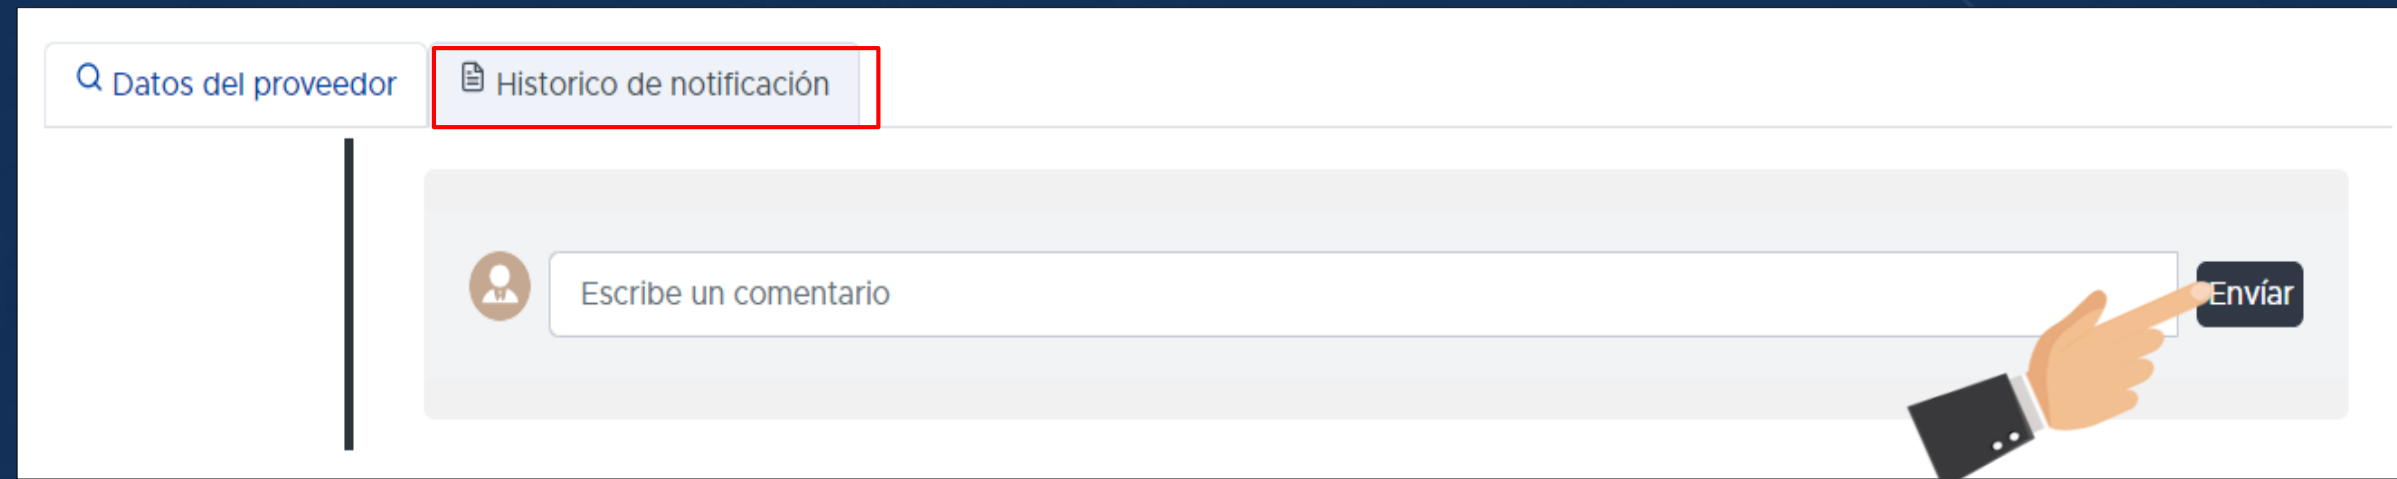 Datos del proveedor
Historico de notificación
Escribe un comentario
Envíar